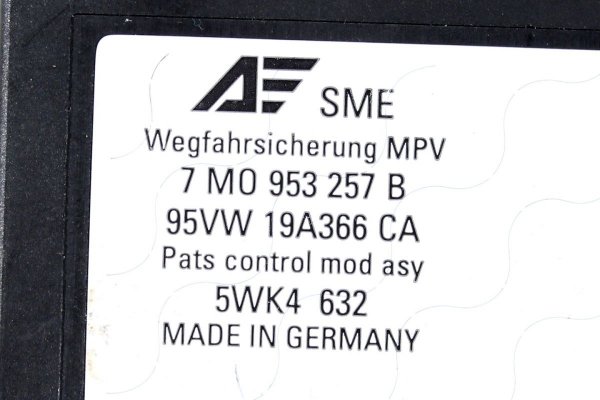 AE SME
Wegfahrsicherung MPV
7 M0 953 257 B
95VW 19A366 CA
Pats control mod asy
5WK4 632
MADE IN GERMANY